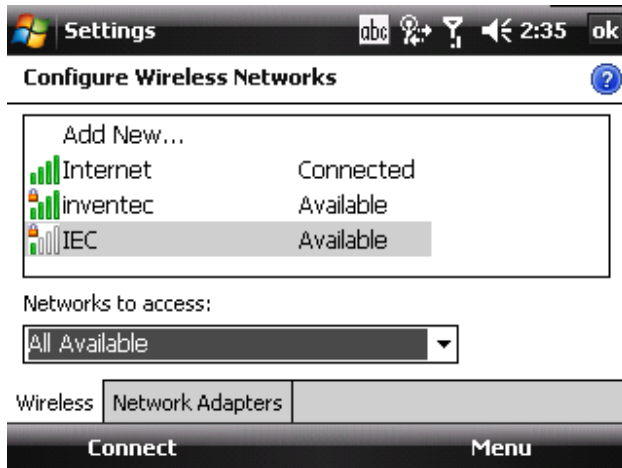 Settings abc 2:35 ok
Configure Wireless Networks ?
Add New...
Internet Connected
inventec Available
IEC Available
Networks to access:
All Available
Wireless Network Adapters
Connect Menu